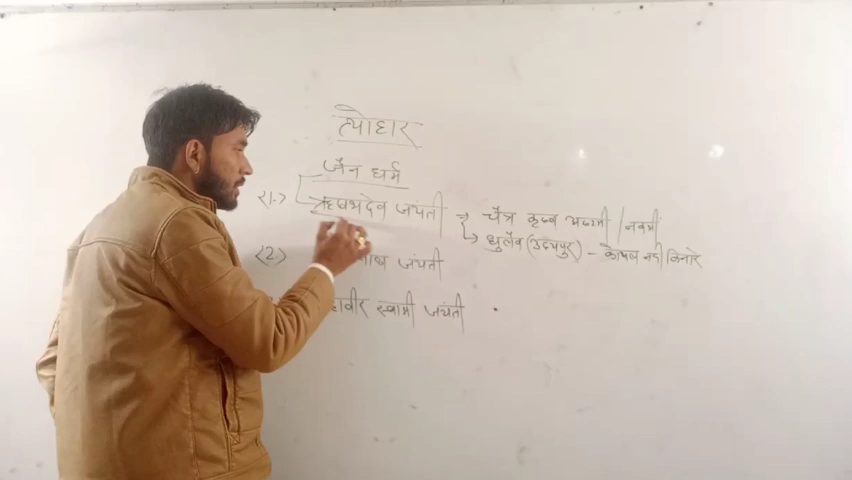 त्योहार
जैन धर्म
<1.> ऋषभदेव जयंती → चैत्र कृष्ण अष्टमी / नवमी
→ धुलेव (उदयपुर) - कोयल नदी किनारे
<2> जयंती
स्वामी जयंती